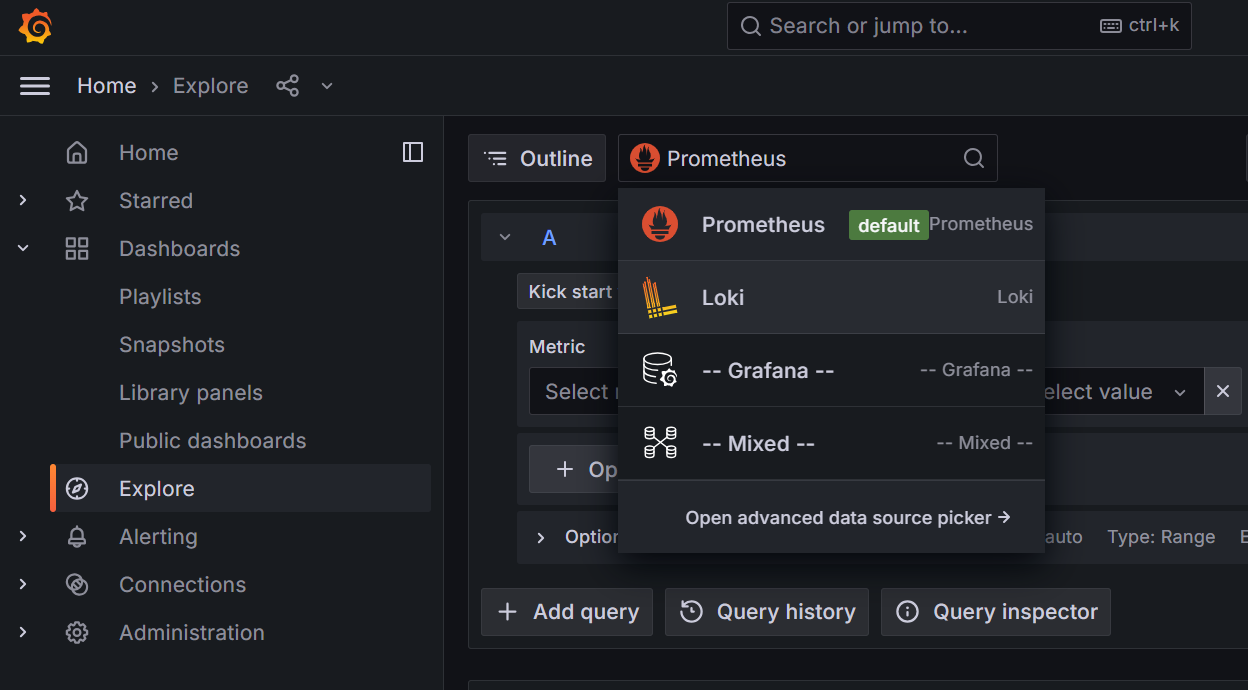 Search or jump to...
ctrl+k
Home › Explore
Home
Starred
Dashboards
Playlists
Snapshots
Library panels
Public dashboards
Explore
Alerting
Connections
Administration
Outline
Prometheus
Prometheus default Prometheus
Loki Loki
-- Grafana -- -- Grafana --
-- Mixed -- -- Mixed --
Open advanced data source picker →
A
Kick start
Metric
Select
elect value
Op
Option
auto Type: Range E
Add query
Query history
Query inspector